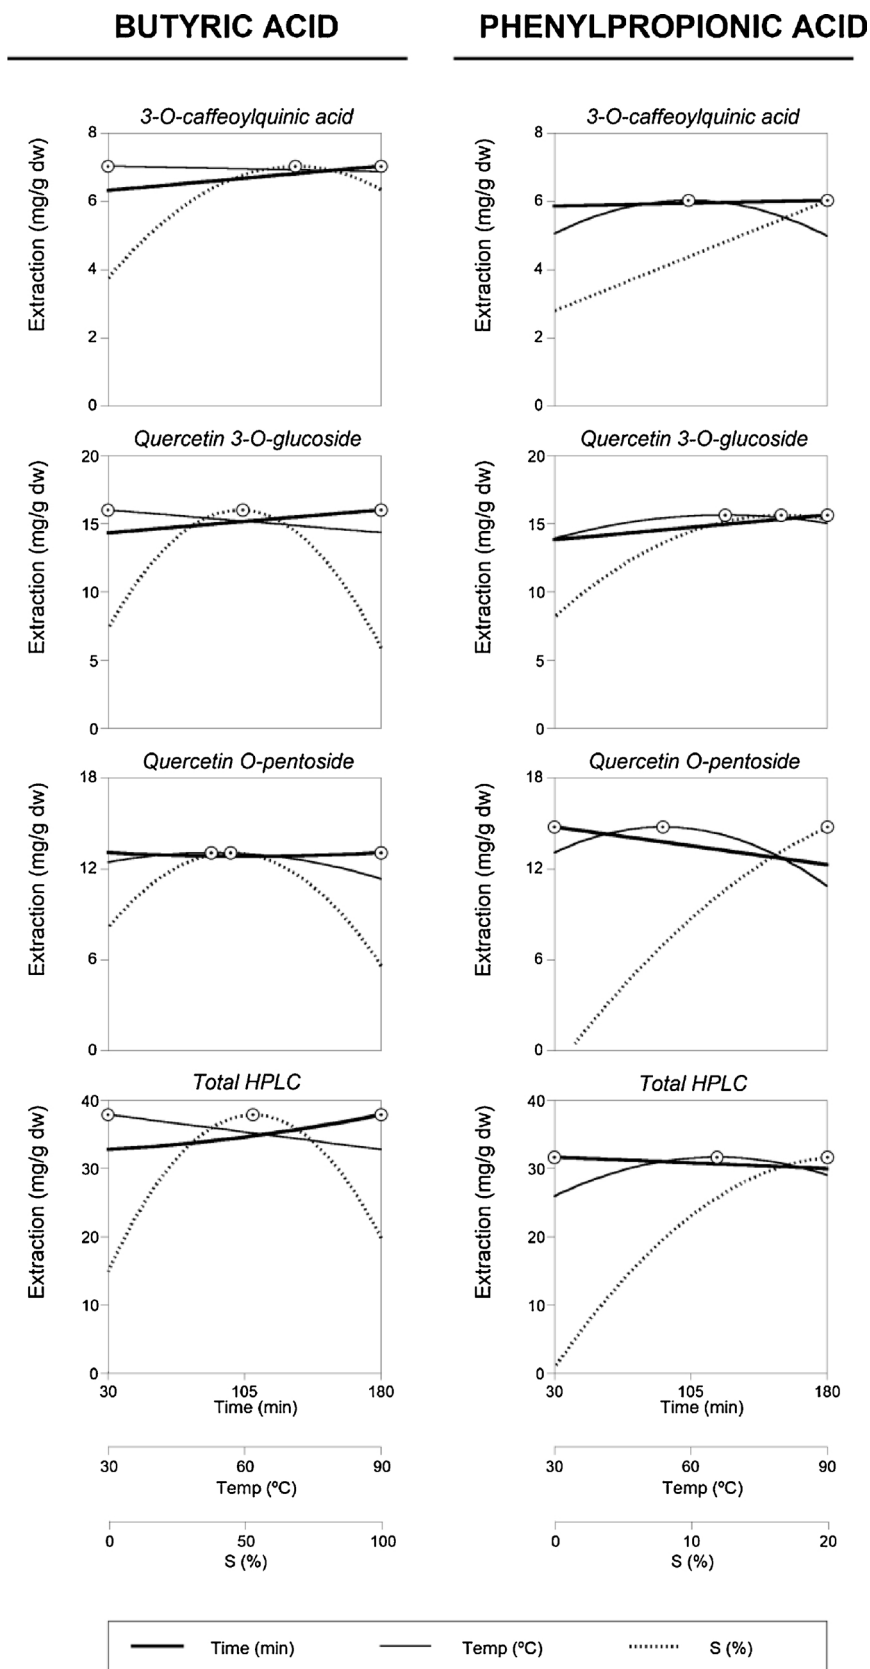 BUTYRIC ACID
PHENYLPROPIONIC ACID
3-O-caffeoylquinic acid
Extraction (mg/g dw)
8
6
4
2
0
3-O-caffeoylquinic acid
Extraction (mg/g dw)
8
6
4
2
0
Quercetin 3-O-glucoside
Extraction (mg/g dw)
20
15
10
5
0
Quercetin 3-O-glucoside
Extraction (mg/g dw)
20
15
10
5
0
Quercetin O-pentoside
Extraction (mg/g dw)
18
12
6
0
Quercetin O-pentoside
Extraction (mg/g dw)
18
12
6
0
Total HPLC
Extraction (mg/g dw)
40
30
20
10
0
30 105 180
Time (min)
30 60 90
Temp (ºC)
0 50 100
S (%)
Total HPLC
Extraction (mg/g dw)
40
30
20
10
0
30 105 180
Time (min)
30 60 90
Temp (ºC)
0 10 20
S (%)
Time (min) Temp (ºC) S (%)